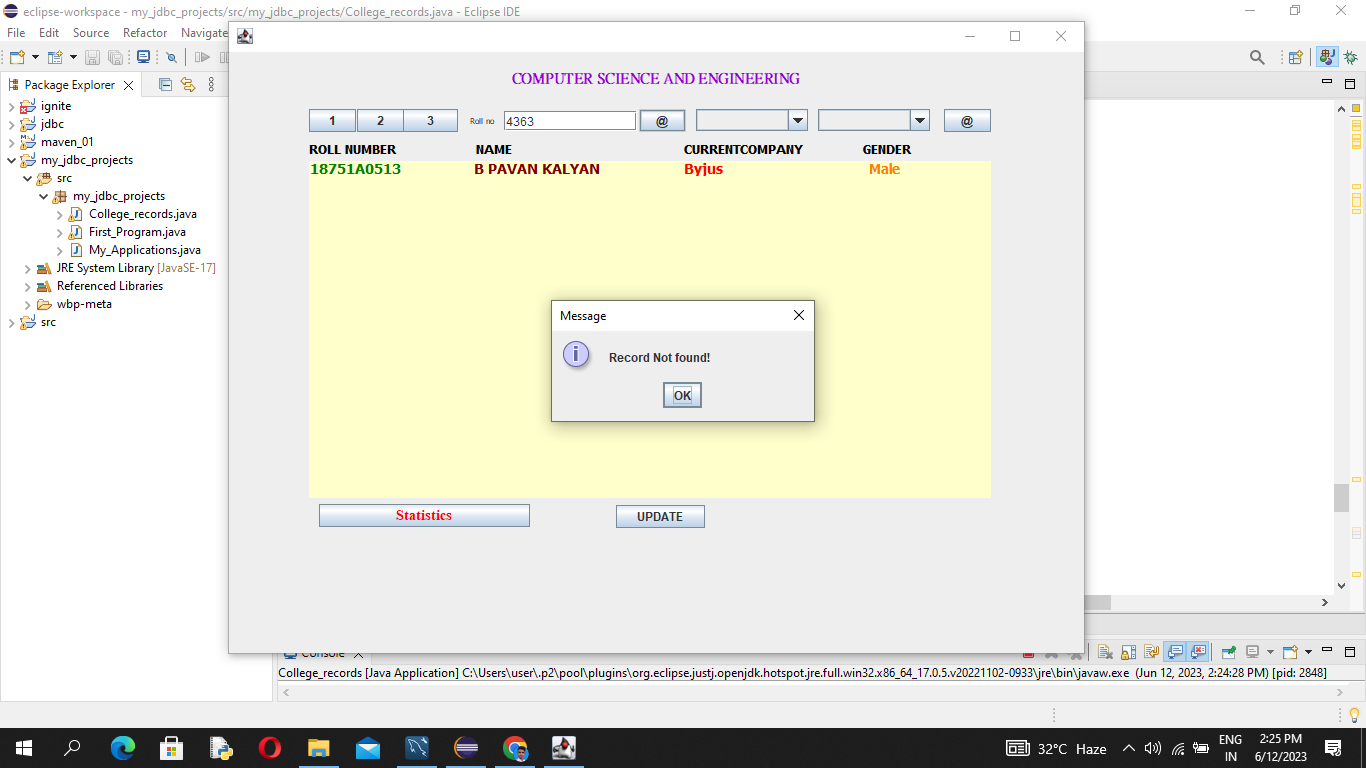 eclipse-workspace - my_jdbc_projects/src/my_jdbc_projects/College_records.java - Eclipse IDE
File Edit Source Refactor Navigate
Package Explorer
ignite
jdbc
maven_01
my_jdbc_projects
src
my_jdbc_projects
College_records.java
First_Program.java
My_Applications.java
JRE System Library [JavaSE-17]
Referenced Libraries
wbp-meta
src
COMPUTER SCIENCE AND ENGINEERING
1 2 3 Roll no 4363 @ @
ROLL NUMBER NAME CURRENTCOMPANY GENDER
18751A0513 B PAVAN KALYAN Byjus Male
Message
Record Not found!
OK
Statistics UPDATE
Console
College_records [Java Application] C:\Users\user\.p2\pool\plugins\org.eclipse.justj.openjdk.hotspot.jre.full.win32.x86_64_17.0.5.v20221102-0933\jre\bin\javaw.exe (Jun 12, 2023, 2:24:28 PM) [pid: 2848]
32°C Haze
ENG
IN
2:25 PM
6/12/2023